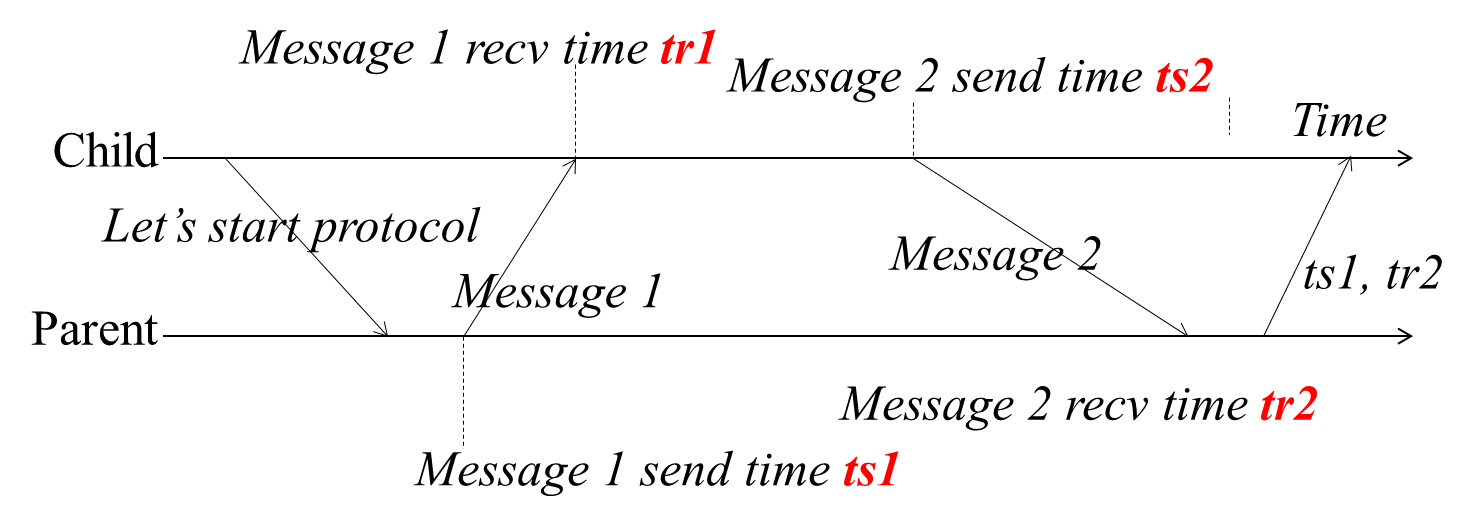 Message 1 recv time tr1
Message 2 send time ts2
Time
Child
Let’s start protocol
Message 2
ts1, tr2
Message 1
Parent
Message 2 recv time tr2
Message 1 send time ts1